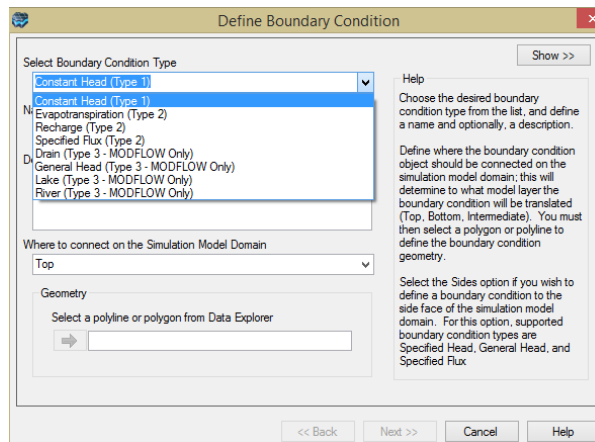 Define Boundary Condition
Show >>
Select Boundary Condition Type
Constant Head (Type 1)
Constant Head (Type 1)
Evapotranspiration (Type 2)
Recharge (Type 2)
Specified Flux (Type 2)
Drain (Type 3 - MODFLOW Only)
General Head (Type 3 - MODFLOW Only)
Lake (Type 3 - MODFLOW Only)
River (Type 3 - MODFLOW Only)
Where to connect on the Simulation Model Domain
Top
Geometry
Select a polyline or polygon from Data Explorer
Help
Choose the desired boundary
condition type from the list, and define
a name and optionally, a description.
Define where the boundary condition
object should be connected on the
simulation model domain; this will
determine to what model layer the
boundary condition will be translated
(Top, Bottom, Intermediate). You must
then select a polygon or polyline to
define the boundary condition
geometry.
Select the Sides option if you wish to
define a boundary condition to the
side face of the simulation model
domain. For this option, supported
boundary condition types are
Specified Head, General Head, and
Specified Flux
<< Back
Next >>
Cancel
Help